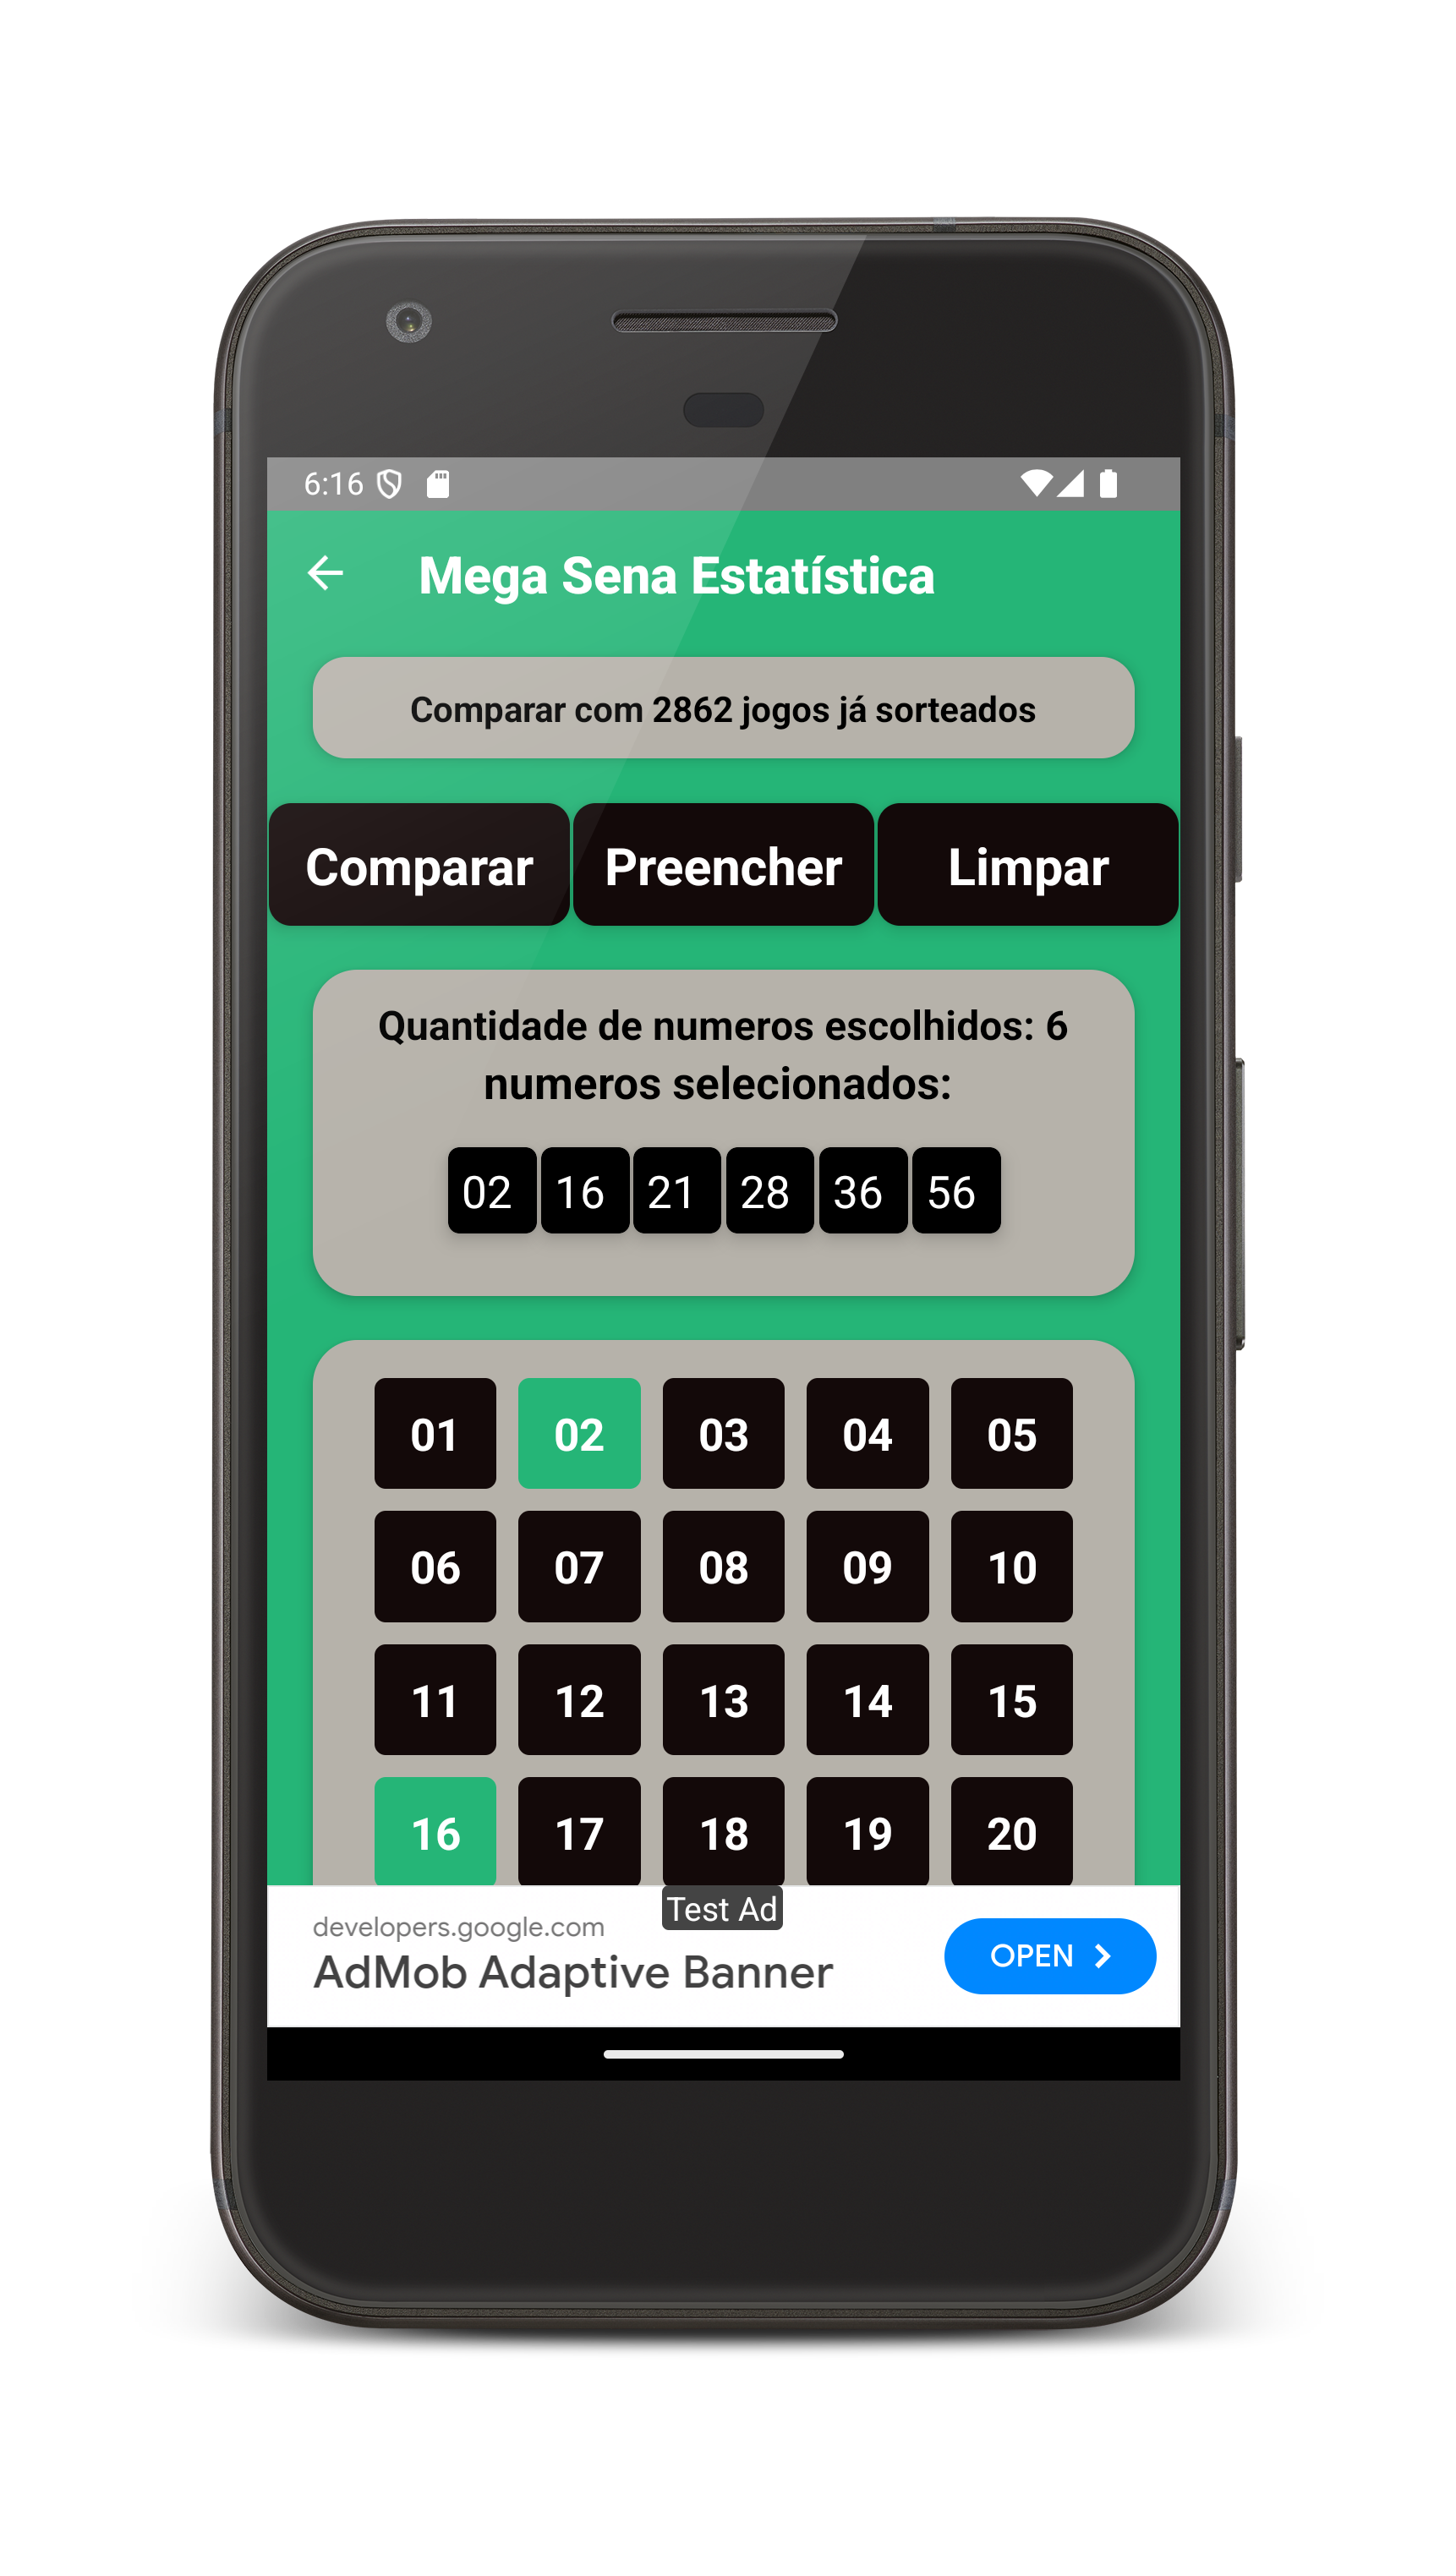 6:16
Mega Sena Estatística
Comparar com 2862 jogos já sorteados
Comparar Preencher Limpar
Quantidade de numeros escolhidos: 6
numeros selecionados:
02 16 21 28 36 56
01 02 03 04 05
06 07 08 09 10
11 12 13 14 15
16 17 18 19 20
Test Ad
developers.google.com
AdMob Adaptive Banner
OPEN